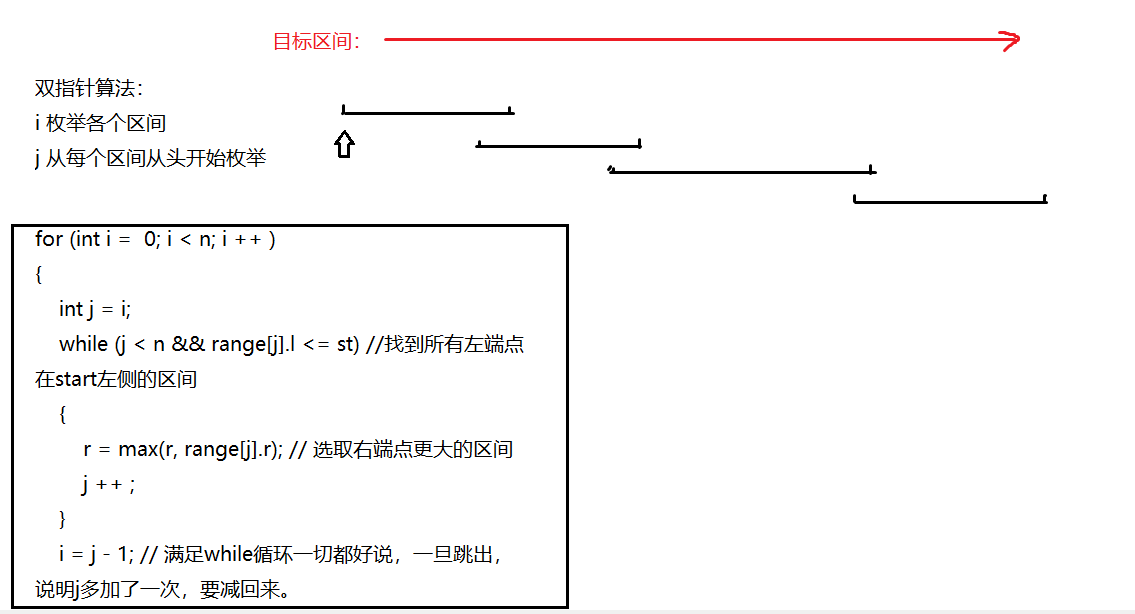 目标区间：
双指针算法：
i 枚举各个区间
j 从每个区间从头开始枚举
for (int i =  0; i < n; i ++ )
{
int j = i;
while (j < n && range[j].l <= st) //找到所有左端点
在start左侧的区间
{
r = max(r, range[j].r); // 选取右端点更大的区间
j ++ ;
}
i = j - 1; // 满足while循环一切都好说，一旦跳出，
说明j多加了一次，要减回来。